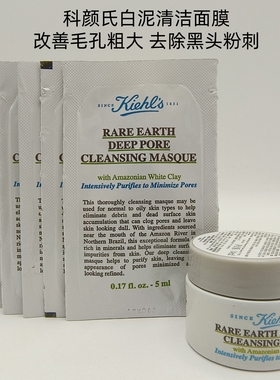 科颜氏白泥清洁面膜
改善毛孔粗大 去除黑头粉刺
SINCE Kiehl's 1851
RARE EARTH
DEEP PORE
CLEANSING MASQUE
with Amazonian White Clay
Intensively Purifies to Minimize Pores
This thoroughly cleansing masque may be
used for normal to oily skin types to help
eliminate debris and dead surface skin
accumulation that can clog pores and leave
skin looking dull. With ingredients sourced
near the mouth of the Amazon River in
Northern Brazil, this exceptional formula is
rich in minerals and helps eliminate
impurities from skin. Our deep cleansing
masque helps to purify skin, leaving
appearance of pores minimized
looking refined.
0.17 fl. oz. - 5 ml
SINCE Kiehl's
RARE EARTH
CLEANSING
with Amazonian
Intensively Purifies to